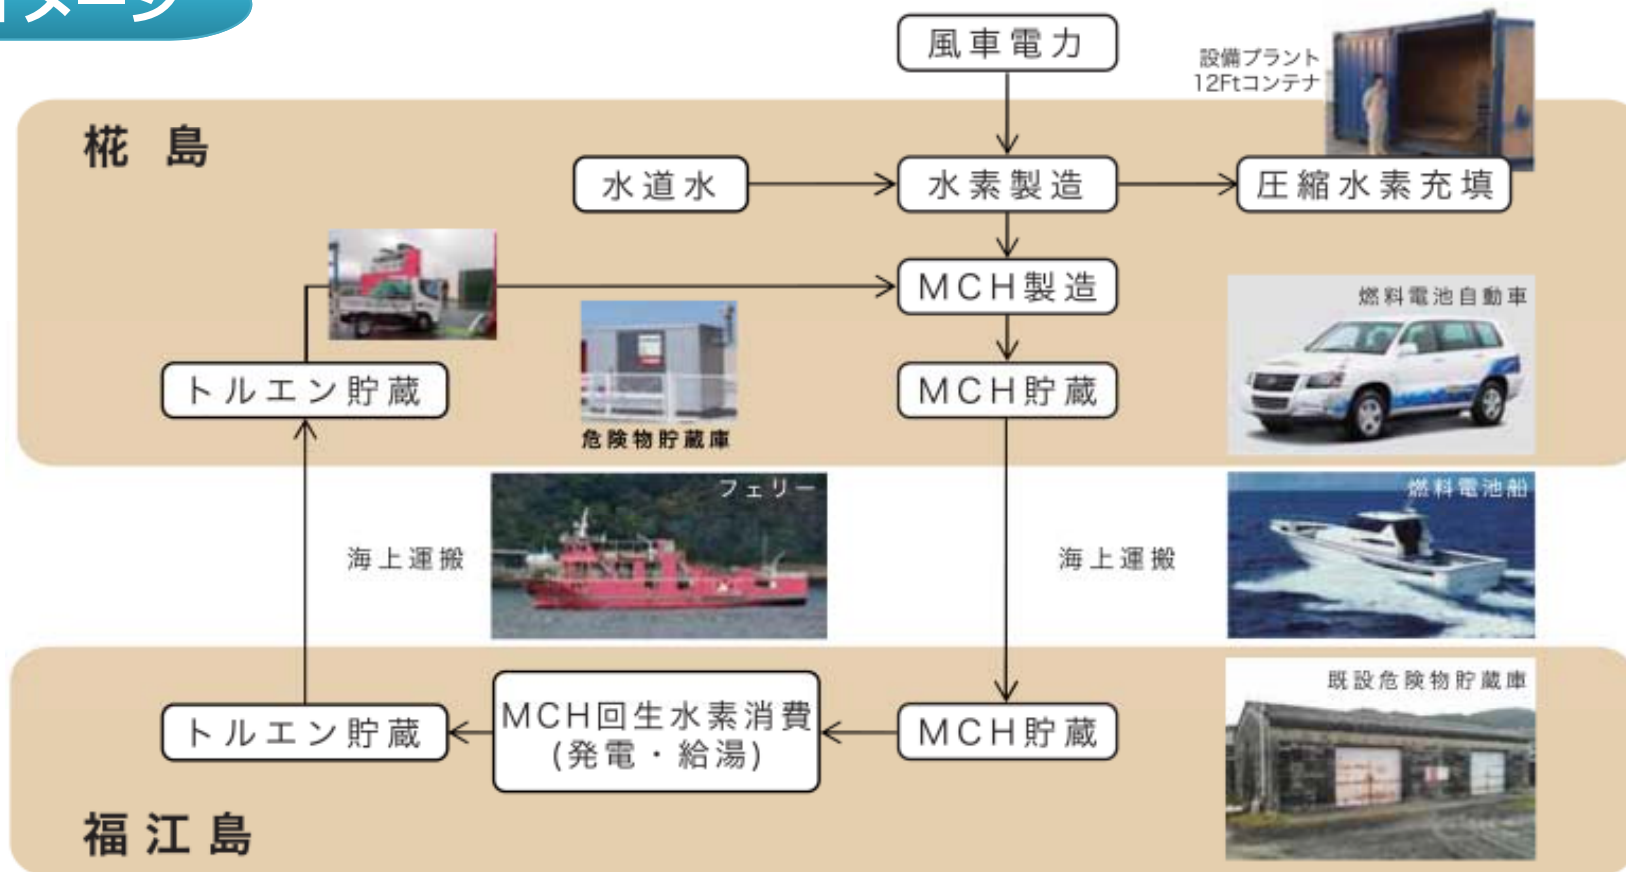 イメージ
風車電力
設備プラント
12Ftコンテナ
椛島
水道水
水素製造
圧縮水素充填
MCH製造
燃料電池自動車
トルエン貯蔵
MCH貯蔵
危険物貯蔵庫
フェリー
燃料電池船
海上運搬
海上運搬
既設危険物貯蔵庫
トルエン貯蔵
MCH回生水素消費
(発電・給湯)
MCH貯蔵
福江島